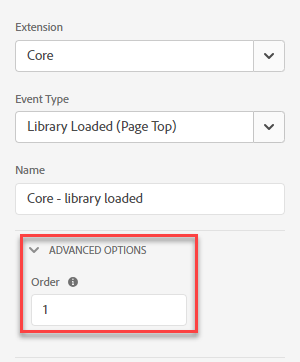 Extension
Core
Event Type
Library Loaded (Page Top)
Name
Core - library loaded
ADVANCED OPTIONS
Order
1